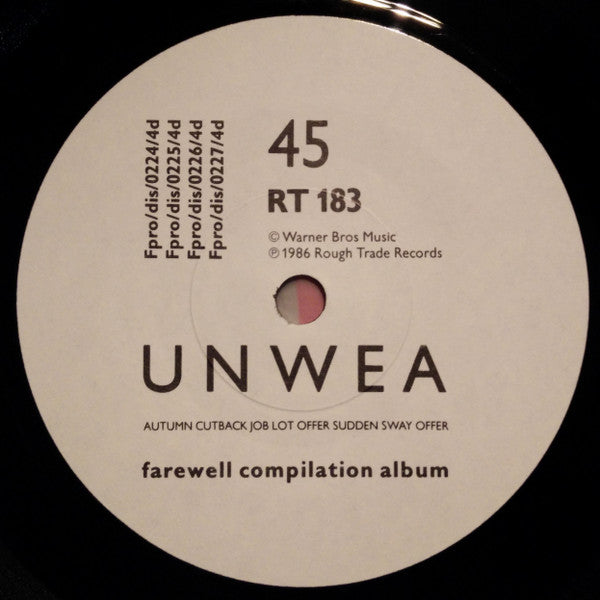 Fpro/dis/0224/4d
Fpro/dis/0225/4d
Fpro/dis/0226/4d
Fpro/dis/0227/4d
45
RT 183
© Warner Bros Music
℗ 1986 Rough Trade Records
UNWEA
AUTUMN CUTBACK JOB LOT OFFER SUDDEN SWAY OFFER
farewell compilation album